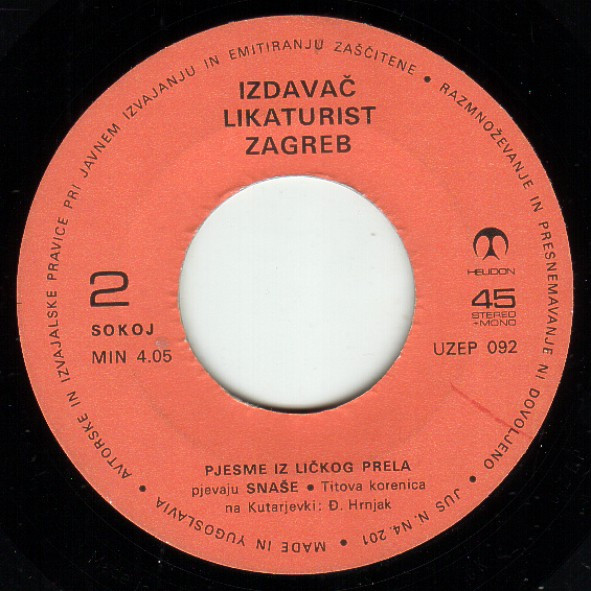 AVTORSKE IN IZVAJALSKE PRAVICE PRI JAVNEM IZVAJANJU IN EMITIRANJU ZAŠČITENE • RAZMNOŽEVANJE IN PRESNEMAVANJE NI DOVOLJENO • JUS N. N4. 201 • MADE IN YUGOSLAVIA •
IZDAVAČ
LIKATURIST
ZAGREB
HELIDON
2
SOKOJ
MIN 4.05
45
STEREO
-MONO
UZEP 092
PJESME IZ LIČKOG PRELA
pjevaju SNAŠE • Titova korenica
na Kutarjevki: Đ. Hrnjak